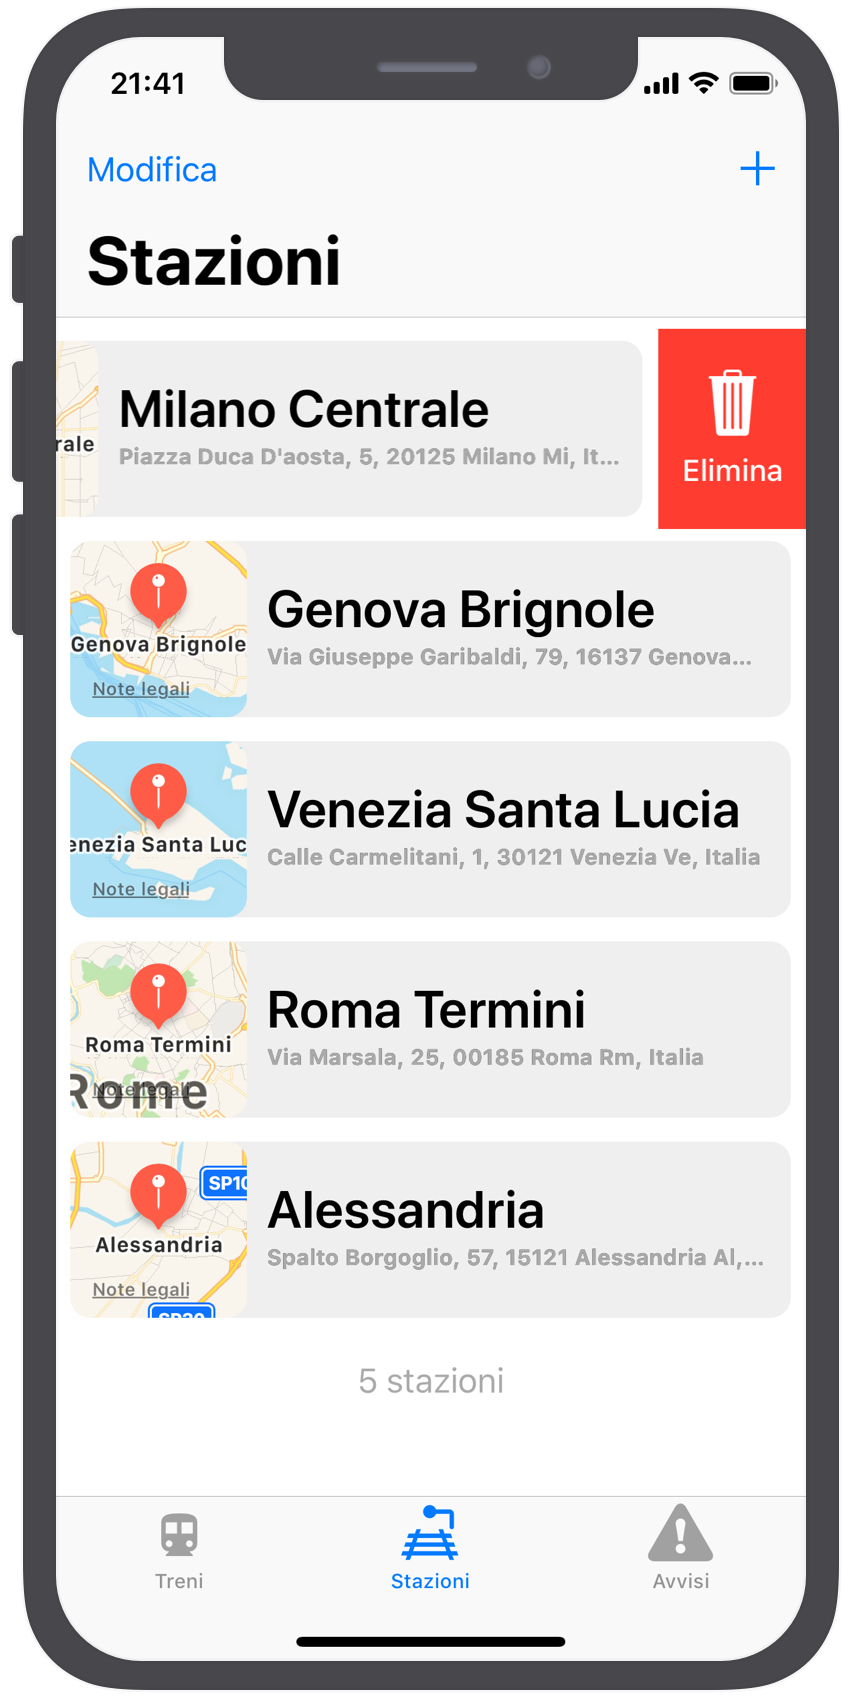 21:41
Modifica
Stazioni
rale
Milano Centrale
Piazza Duca D'aosta, 5, 20125 Milano Mi, It...
Elimina
Genova Brignole
Note legali
Genova Brignole
Via Giuseppe Garibaldi, 79, 16137 Genova...
enezia Santa Luc
Note legali
Venezia Santa Lucia
Calle Carmelitani, 1, 30121 Venezia Ve, Italia
Roma Termini
Rome
Note legali
Roma Termini
Via Marsala, 25, 00185 Roma Rm, Italia
SP10
Alessandria
Note legali
Alessandria
Spalto Borgoglio, 57, 15121 Alessandria Al,...
5 stazioni
Treni
Stazioni
Avvisi